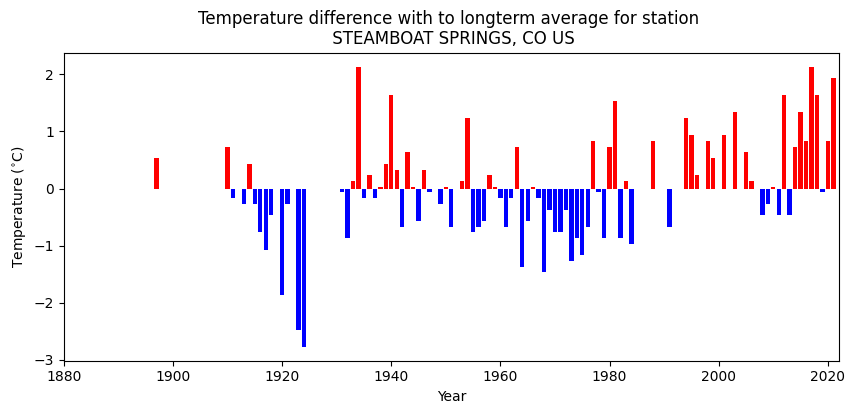 Temperature difference with to longterm average for station
STEAMBOAT SPRINGS, CO US
2
1
0
−1
−2
−3
Temperature (°C)
1880 1900 1920 1940 1960 1980 2000 2020
Year